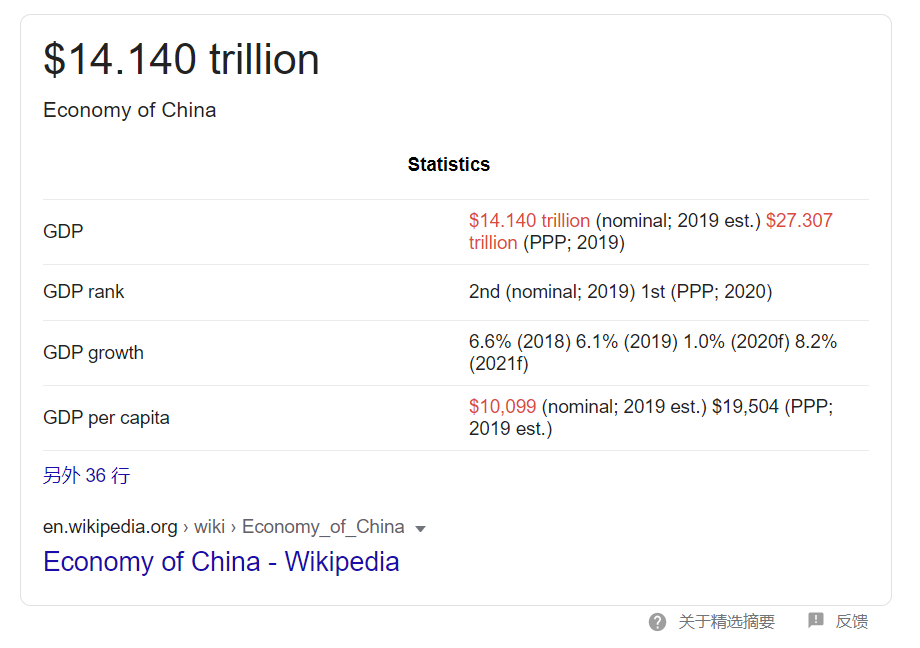 $14.140 trillion
Economy of China
Statistics
GDP
$14.140 trillion (nominal; 2019 est.) $27.307
trillion (PPP; 2019)
GDP rank
2nd (nominal; 2019) 1st (PPP; 2020)
GDP growth
6.6% (2018) 6.1% (2019) 1.0% (2020f) 8.2%
(2021f)
GDP per capita
$10,099 (nominal; 2019 est.) $19,504 (PPP;
2019 est.)
另外 36 行
en.wikipedia.org › wiki › Economy_of_China
Economy of China - Wikipedia
关于精选摘要 反馈